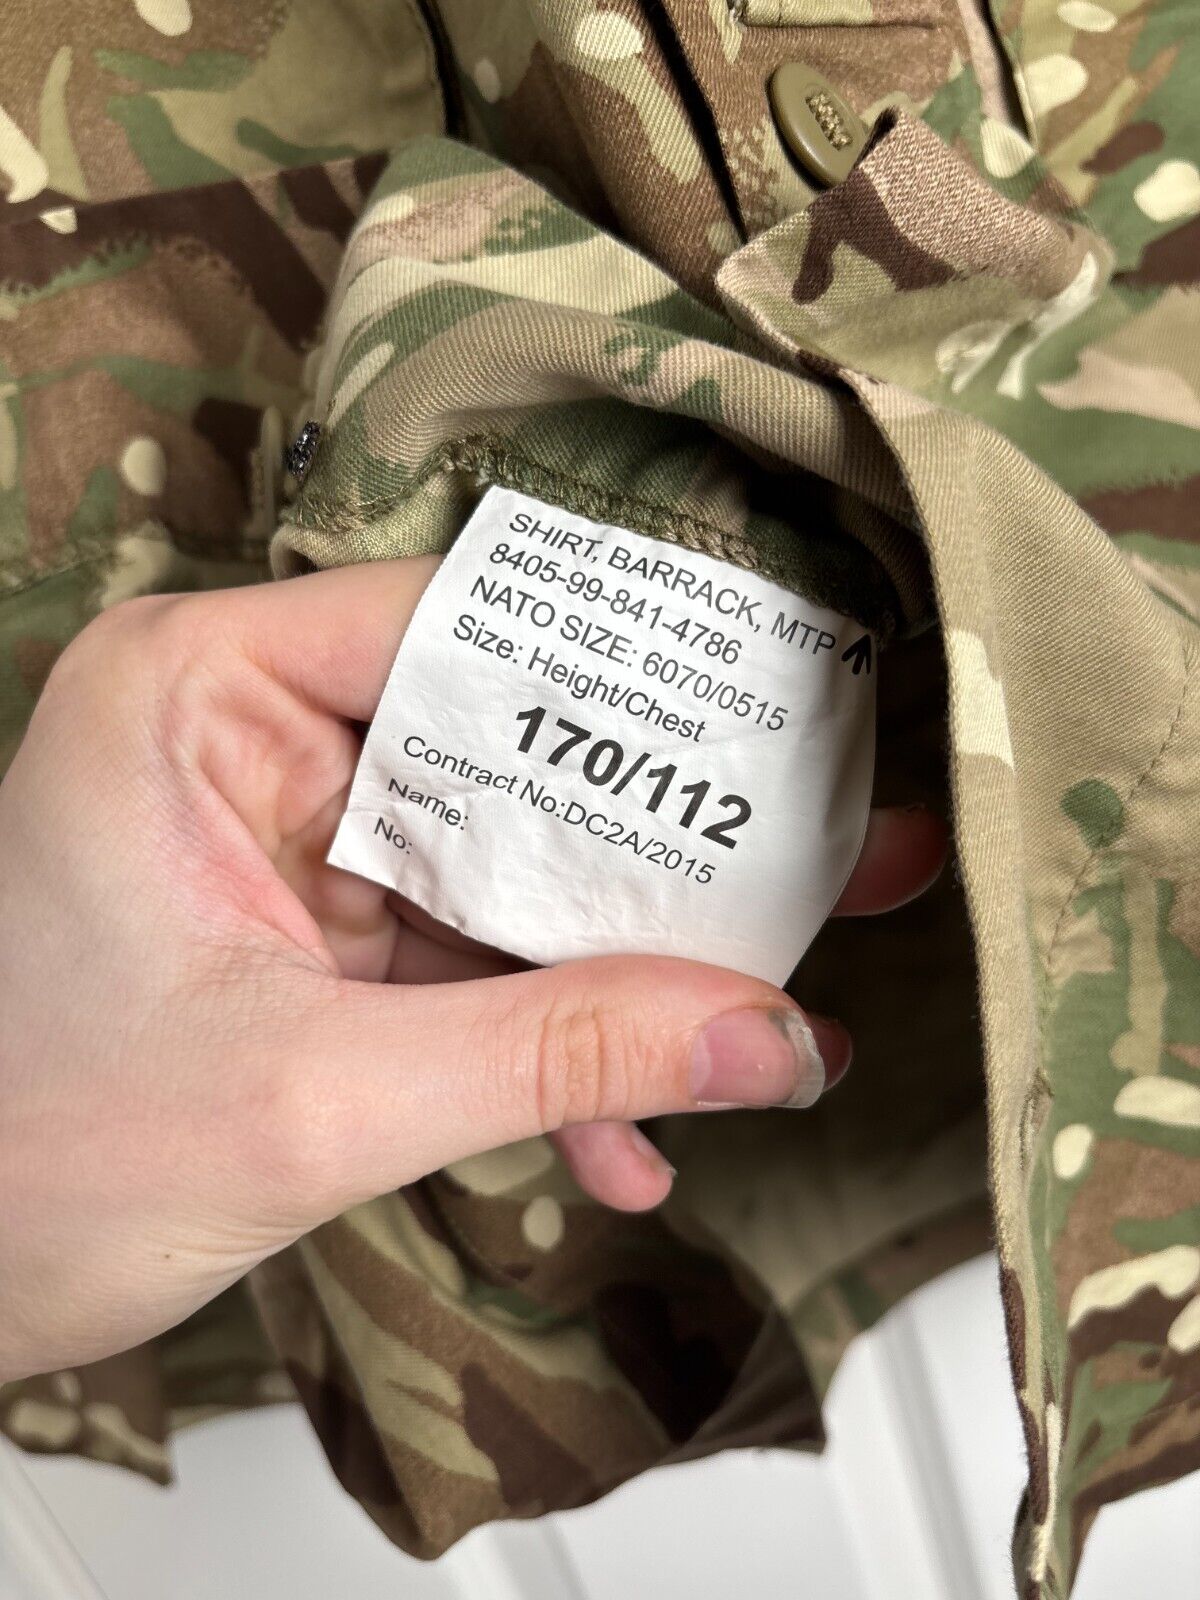 SHIRT, BARRACK, MTP
8405-99-841-4786
NATO SIZE: 6070/0515
Size: Height/Chest
170/112
Contract No:DC2A/2015
Name:
No: